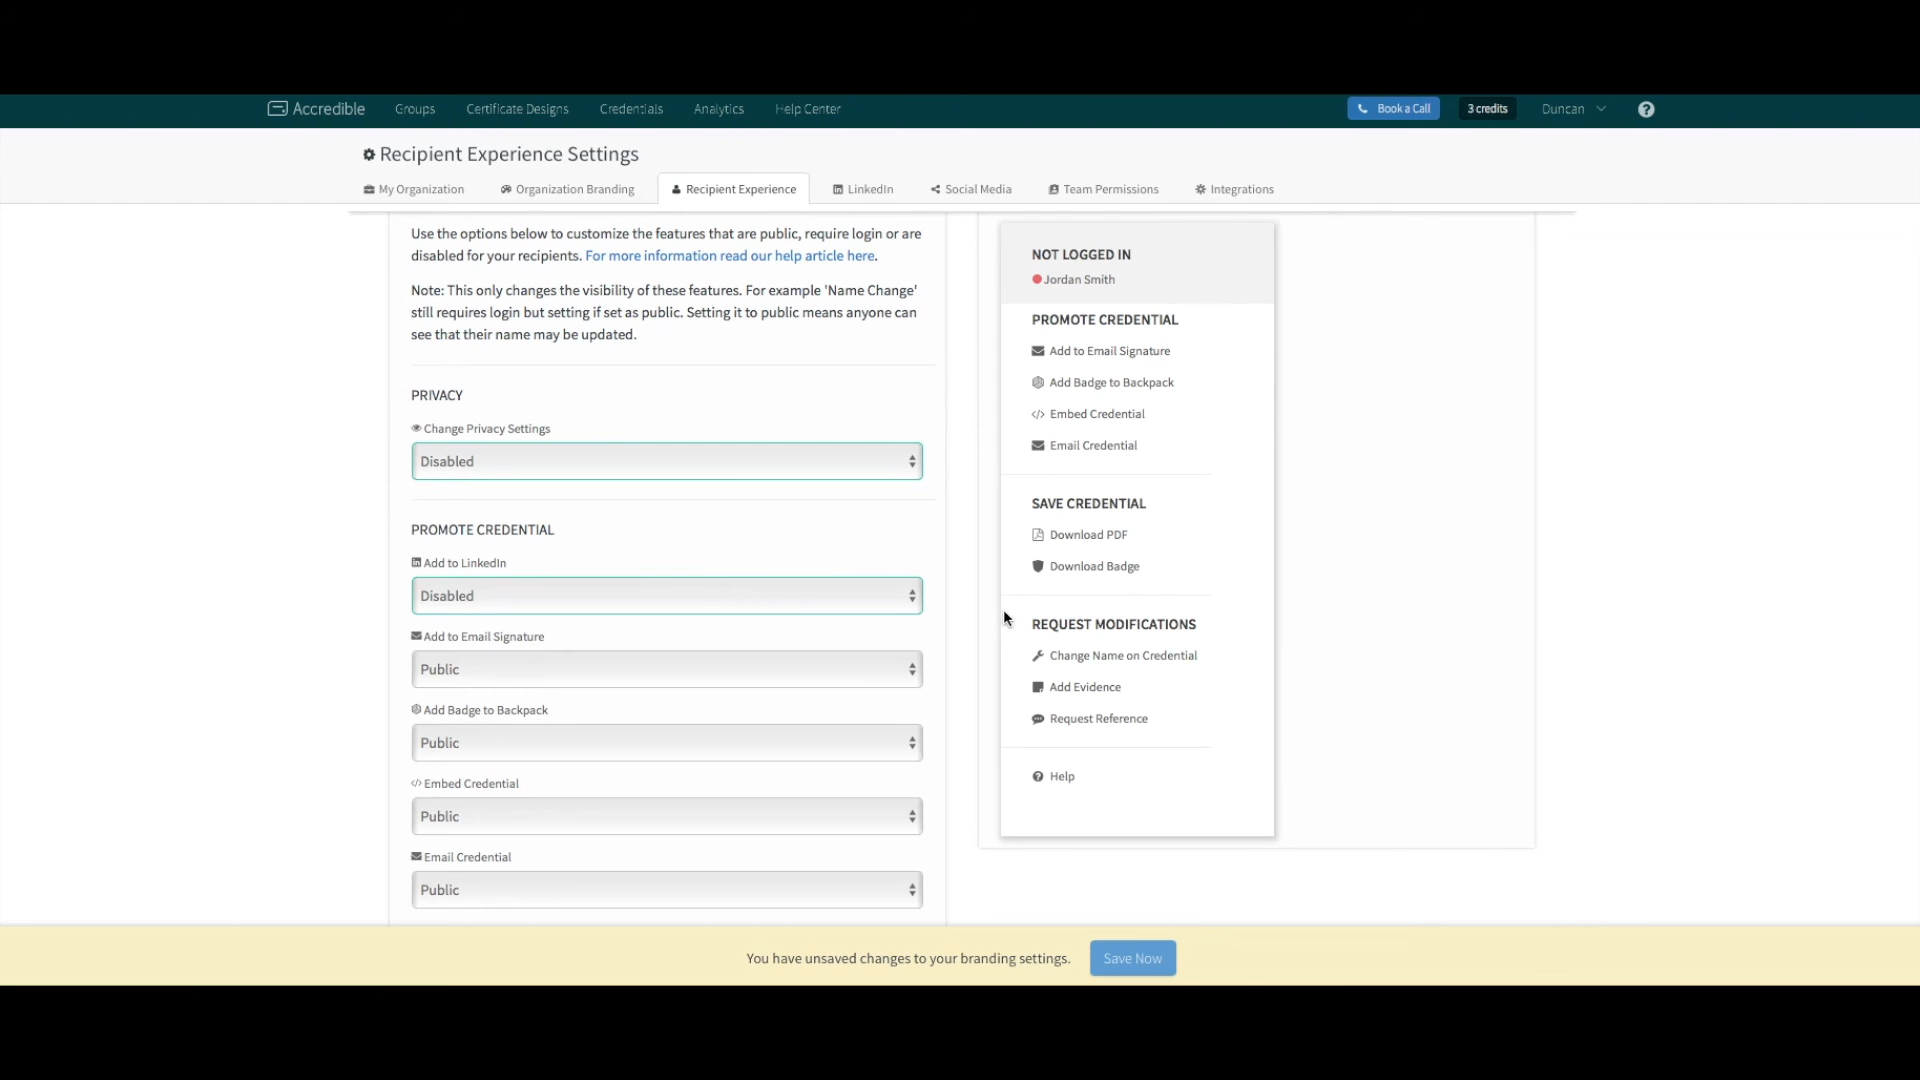 Accredible
Groups
Certificate Designs
Credentials
Analytics
Help Center
Book a Call
3 credits
Duncan
Recipient Experience Settings
My Organization
Organization Branding
Recipient Experience
LinkedIn
Social Media
Team Permissions
Integrations
Use the options below to customize the features that are public, require login or are
disabled for your recipients. For more information read our help article here.
Note: This only changes the visibility of these features. For example 'Name Change'
still requires login but setting if set as public. Setting it to public means anyone can
see that their name may be updated.
PRIVACY
Change Privacy Settings
Disabled
PROMOTE CREDENTIAL
Add to LinkedIn
Disabled
Add to Email Signature
Public
Add Badge to Backpack
Public
Embed Credential
Public
Email Credential
Public
NOT LOGGED IN
Jordan Smith
PROMOTE CREDENTIAL
Add to Email Signature
Add Badge to Backpack
Embed Credential
Email Credential
SAVE CREDENTIAL
Download PDF
Download Badge
REQUEST MODIFICATIONS
Change Name on Credential
Add Evidence
Request Reference
Help
You have unsaved changes to your branding settings.
Save Now